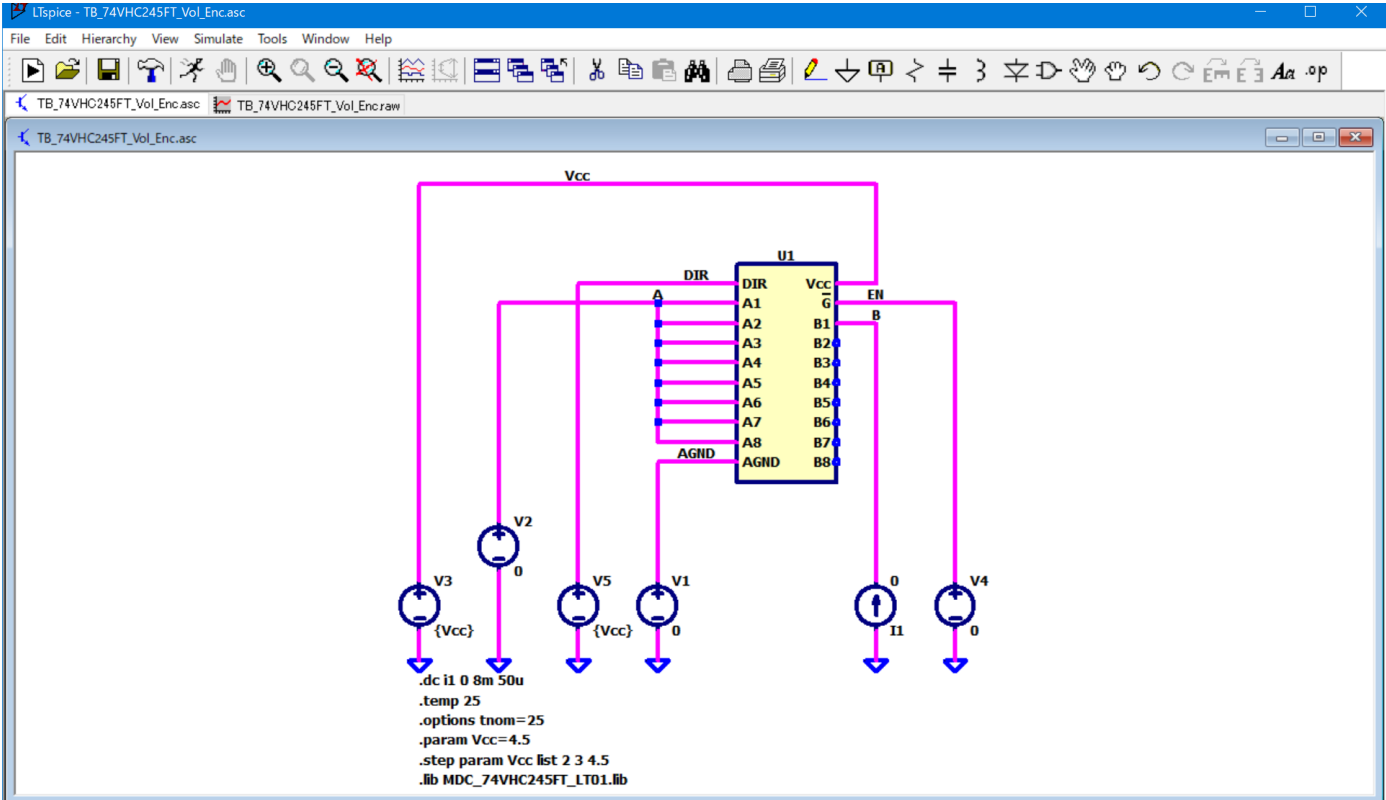 LTspice - TB_74VHC245FT_Vol_Enc.asc
File Edit Hierarchy View Simulate Tools Window Help
Aa .op
TB_74VHC245FT_Vol_Enc.asc TB_74VHC245FT_Vol_Enc.raw
TB_74VHC245FT_Vol_Enc.asc
Vcc
U1
DIR DIR Vcc
A A1 G EN
A2 B1 B
A3 B2
A4 B3
A5 B4
A6 B5
A7 B6
A8 B7
AGND AGND B8
V2
0
V3 V5 V1 0 V4
{Vcc} {Vcc} 0 I1 0
.dc i1 0 8m 50u
.temp 25
.options tnom=25
.param Vcc=4.5
.step param Vcc list 2 3 4.5
.lib MDC_74VHC245FT_LT01.lib